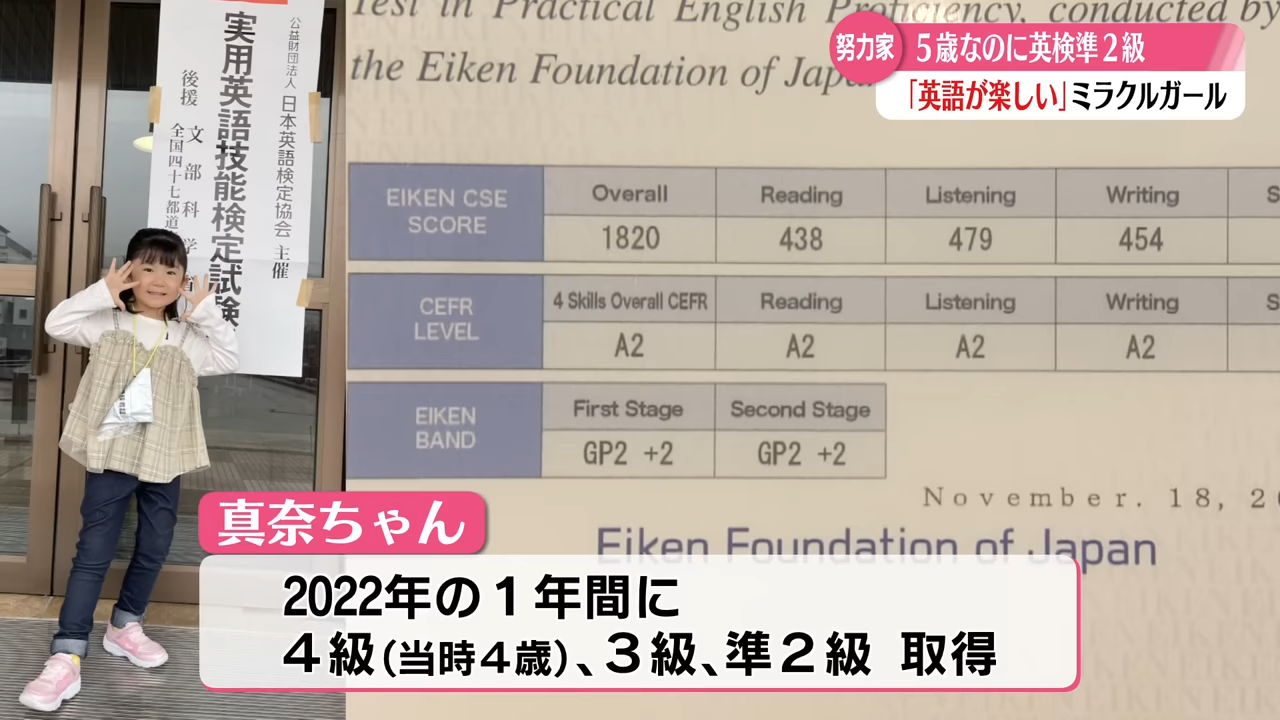 努力家
5歳なのに英検準2級
「英語が楽しい」ミラクルガール
公益財団法人 日本英語検定協会 主催
実用英語技能検定試験
後援 文部科学省
全国四十七都道
Test in Practical English Proficiency, conducted by
the Eiken Foundation of Japan
EIKEN CSE SCORE Overall Reading Listening Writing
1820 438 479 454
CEFR LEVEL 4 Skills Overall CEFR Reading Listening Writing
A2 A2 A2 A2
EIKEN BAND First Stage Second Stage
GP2 +2 GP2 +2
November. 18, 20
Eiken Foundation of Japan
真奈ちゃん
2022年の1年間に
4級(当時4歳)、3級、準2級 取得